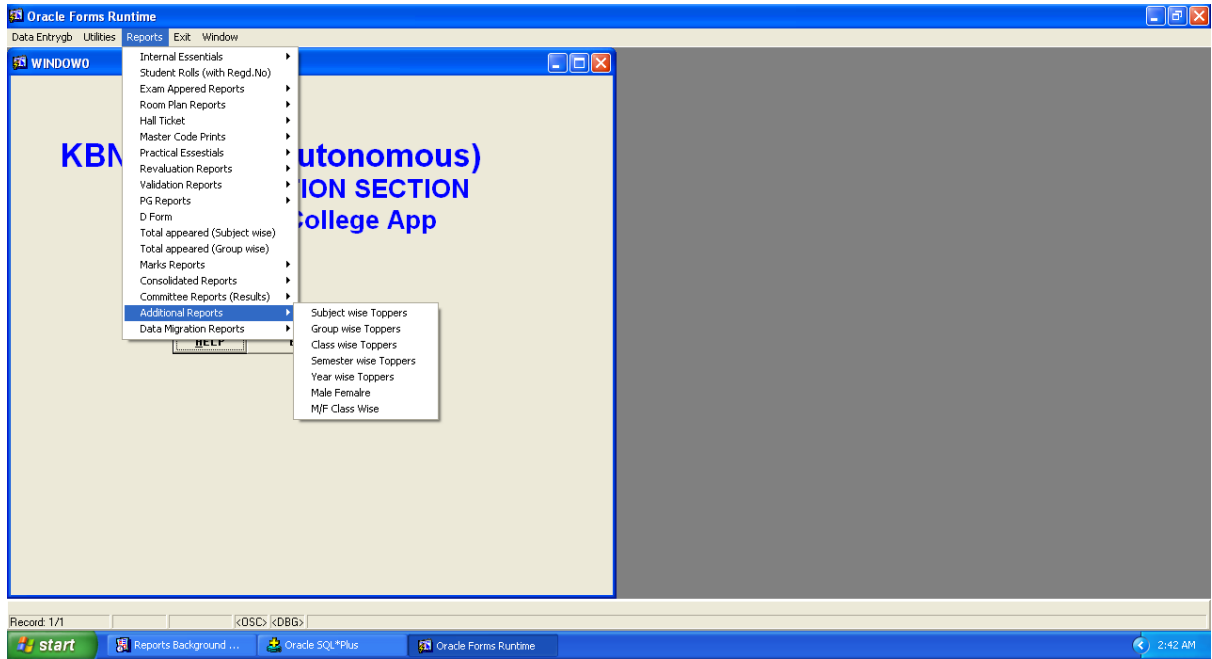 Oracle Forms Runtime
Data Entrygb Utilities Reports Exit Window
WINDOW0
Internal Essentials
Student Rolls (with Regd.No)
Exam Appered Reports
Room Plan Reports
Hall Ticket
Master Code Prints
Practical Essestials
Revaluation Reports
Validation Reports
PG Reports
D Form
Total appeared (Subject wise)
Total appeared (Group wise)
Marks Reports
Consolidated Reports
Committee Reports (Results)
Additional Reports
Data Migration Reports
Subject wise Toppers
Group wise Toppers
Class wise Toppers
Semester wise Toppers
Year wise Toppers
Male Femalre
M/F Class Wise
KBN utonomous)
TION SECTION
College App
HELP
Record: 1/1 <OSC> <DBG>
start Reports Background ... Oracle SQL*Plus Oracle Forms Runtime 2:42 AM